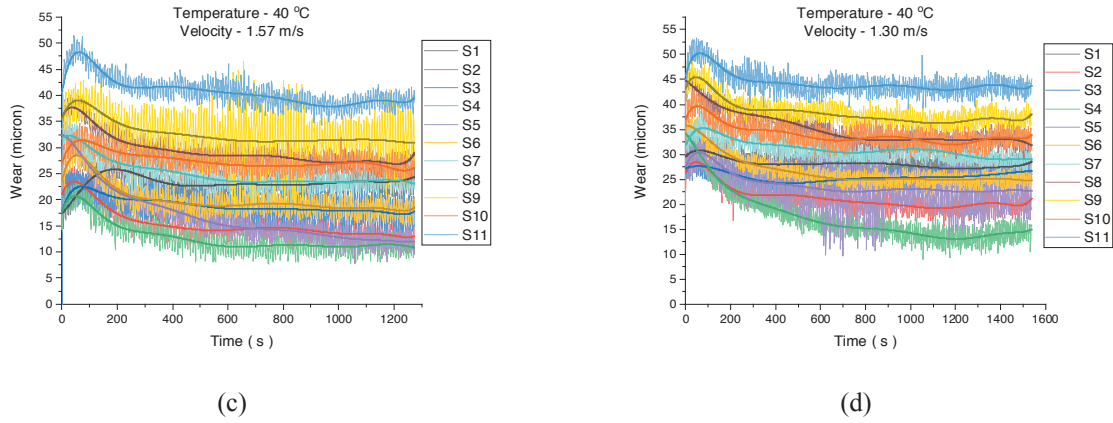 Temperature - 40 °C
Velocity - 1.57 m/s
Wear (micron)
55
50
45
40
35
30
25
20
15
10
5
0
0
200
400
600
800
1000
1200
Time ( s )
S1
S2
S3
S4
S5
S6
S7
S8
S9
S10
S11
(c)
Temperature - 40 °C
Velocity - 1.30 m/s
Wear (micron)
55
50
45
40
35
30
25
20
15
10
5
0
0
200
400
600
800
1000
1200
1400
1600
Time ( s )
S1
S2
S3
S4
S5
S6
S7
S8
S9
S10
S11
(d)